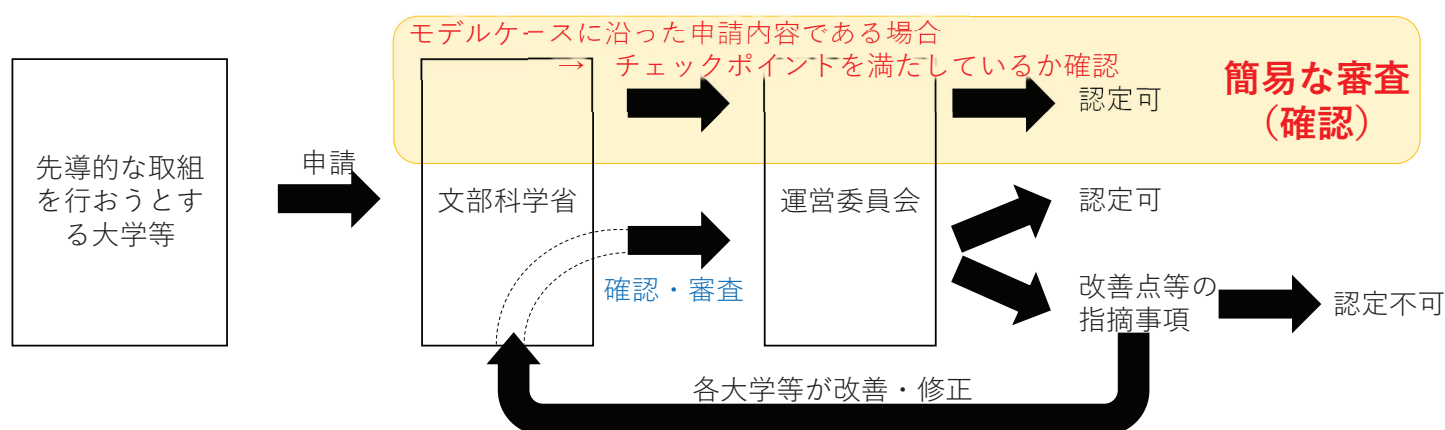 モデルケースに沿った申請内容である場合
→ チェックポイントを満たしているか確認
簡易な審査
（確認）
認定可
先導的な取組
を行おうとす
る大学等
申請
文部科学省
運営委員会
認定可
確認・審査
改善点等の
指摘事項
認定不可
各大学等が改善・修正